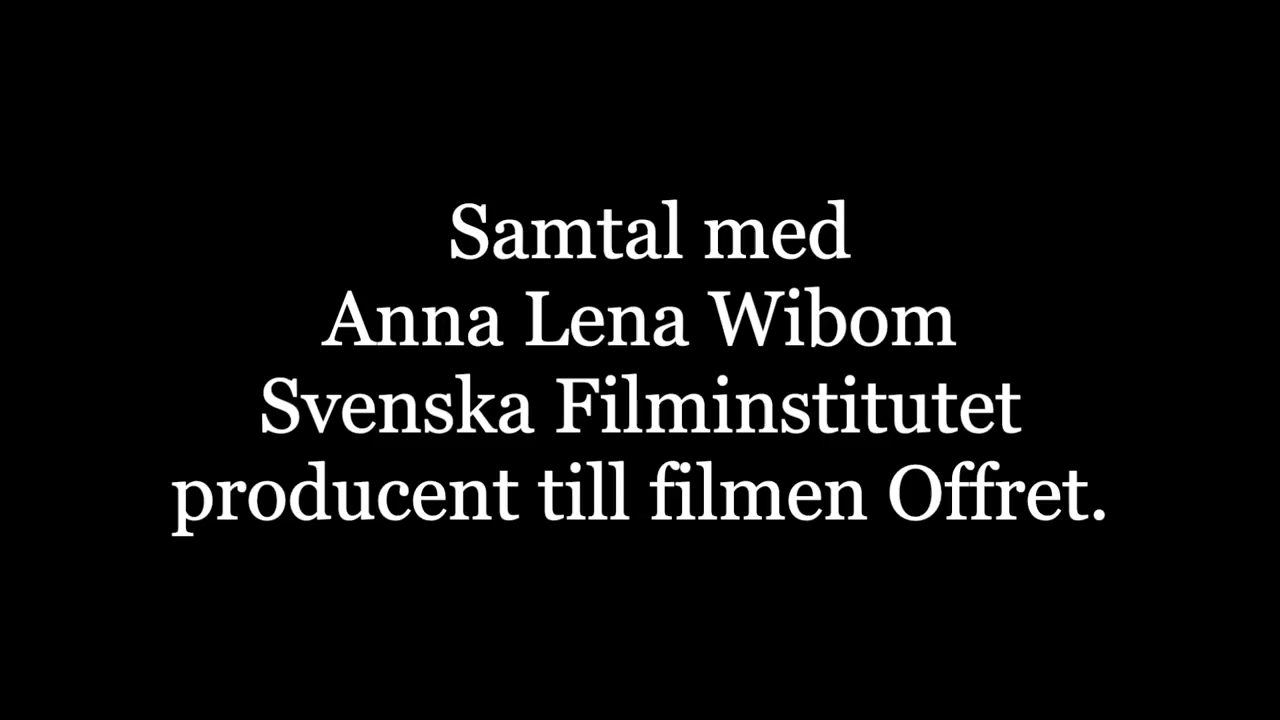 Samtal med
Anna Lena Wibom
Svenska Filminstitutet
producent till filmen Offret.